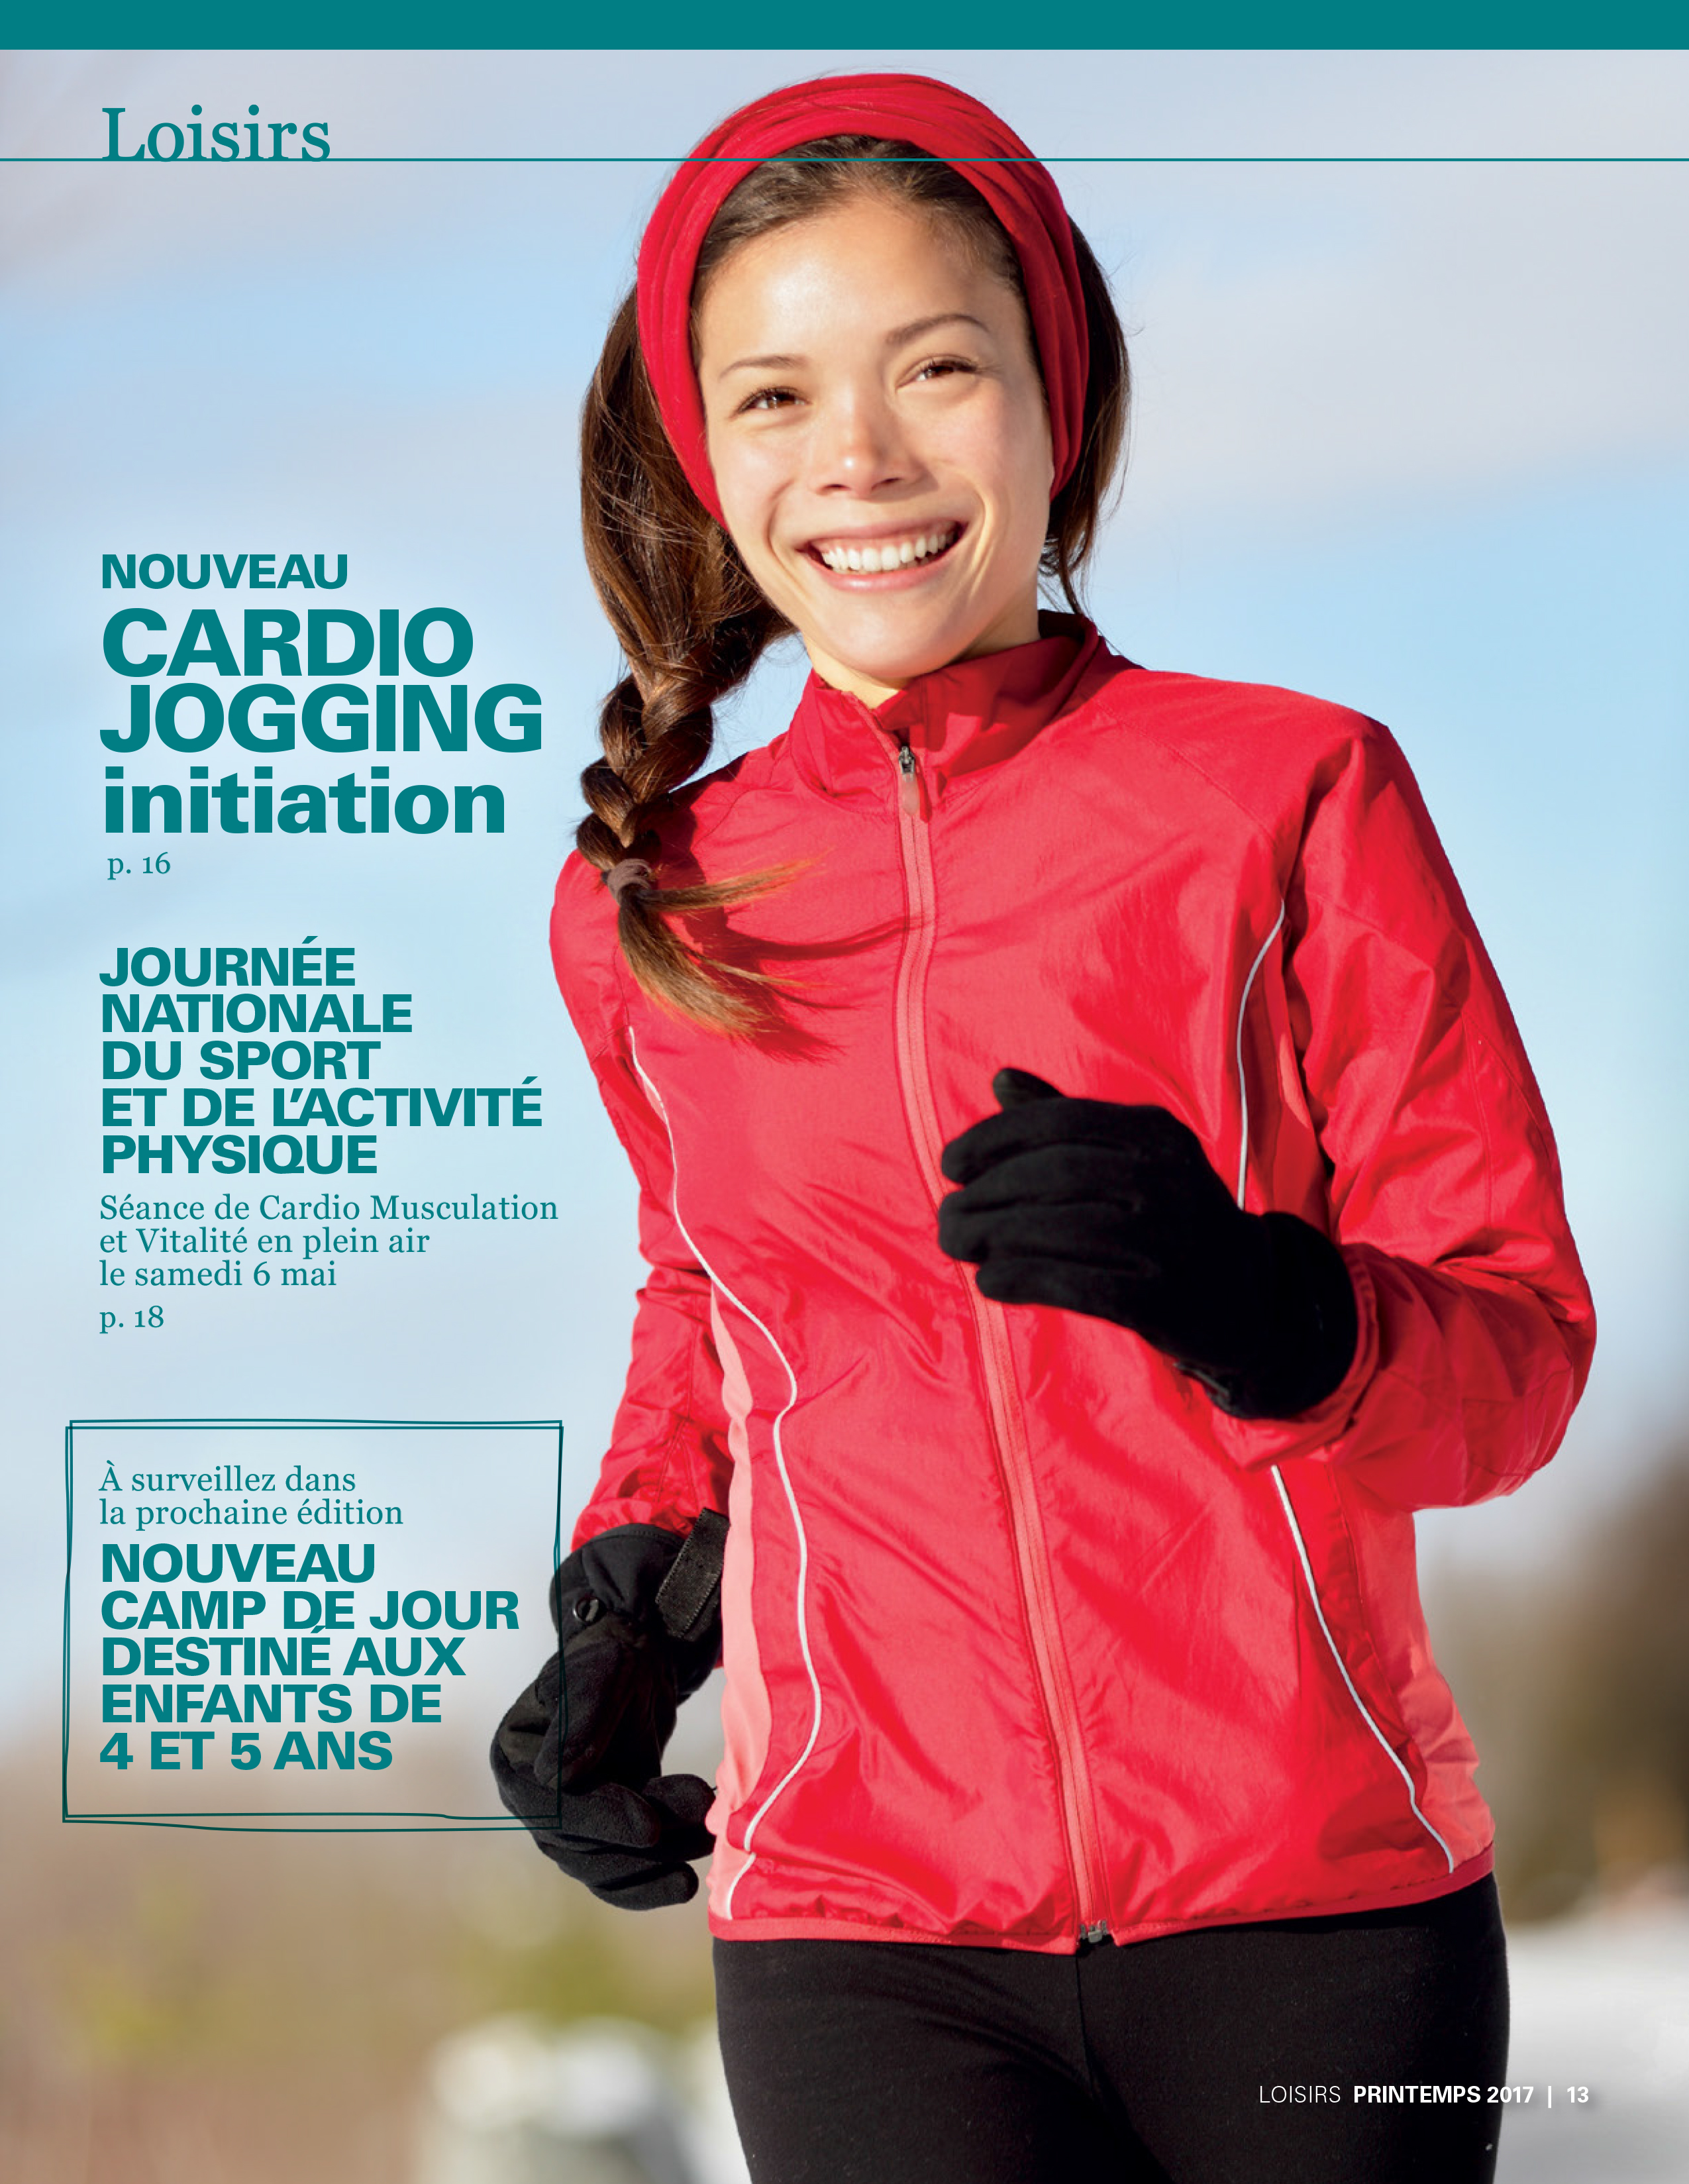 Loisirs
NOUVEAU
CARDIO
JOGGING
initiation
p. 16
JOURNÉE
NATIONALE
DU SPORT
ET DE L'ACTIVITÉ
PHYSIQUE
Séance de Cardio Musculation
et Vitalité en plein air
le samedi 6 mai
p. 18
À surveillez dans
la prochaine édition
NOUVEAU
CAMP DE JOUR
DESTINÉ AUX
ENFANTS DE
4 ET 5 ANS
LOISIRS PRINTEMPS 2017 | 13